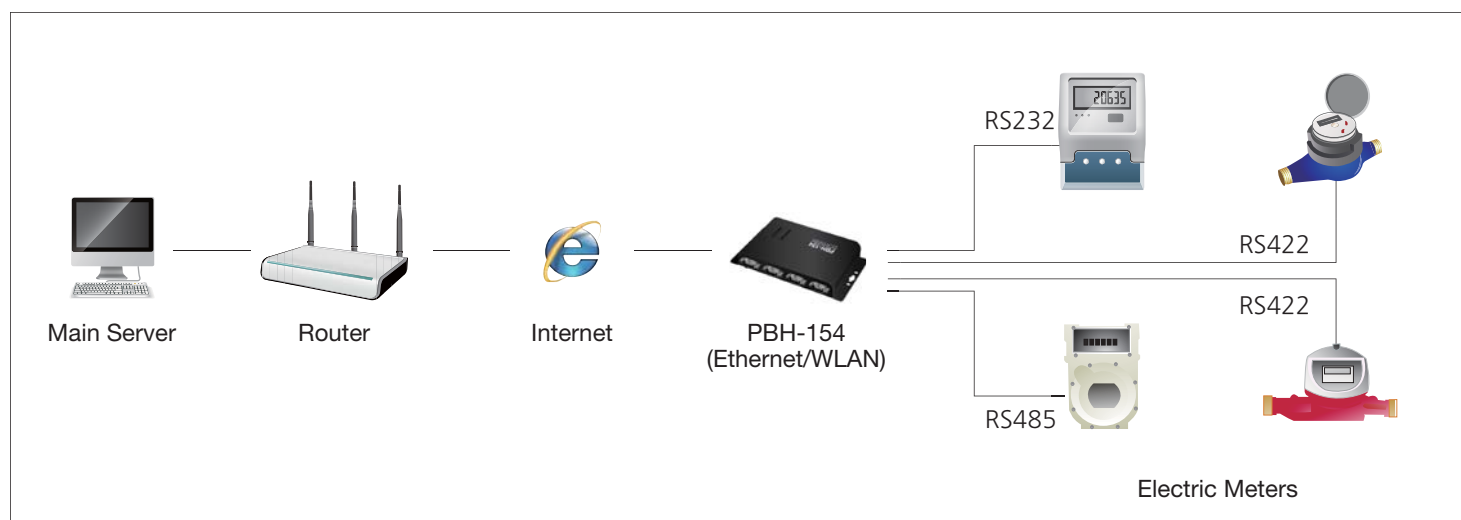 20635
RS232
RS422
RS422
Main Server
Router
Internet
PBH-154
(Ethernet/WLAN)
RS485
Electric Meters